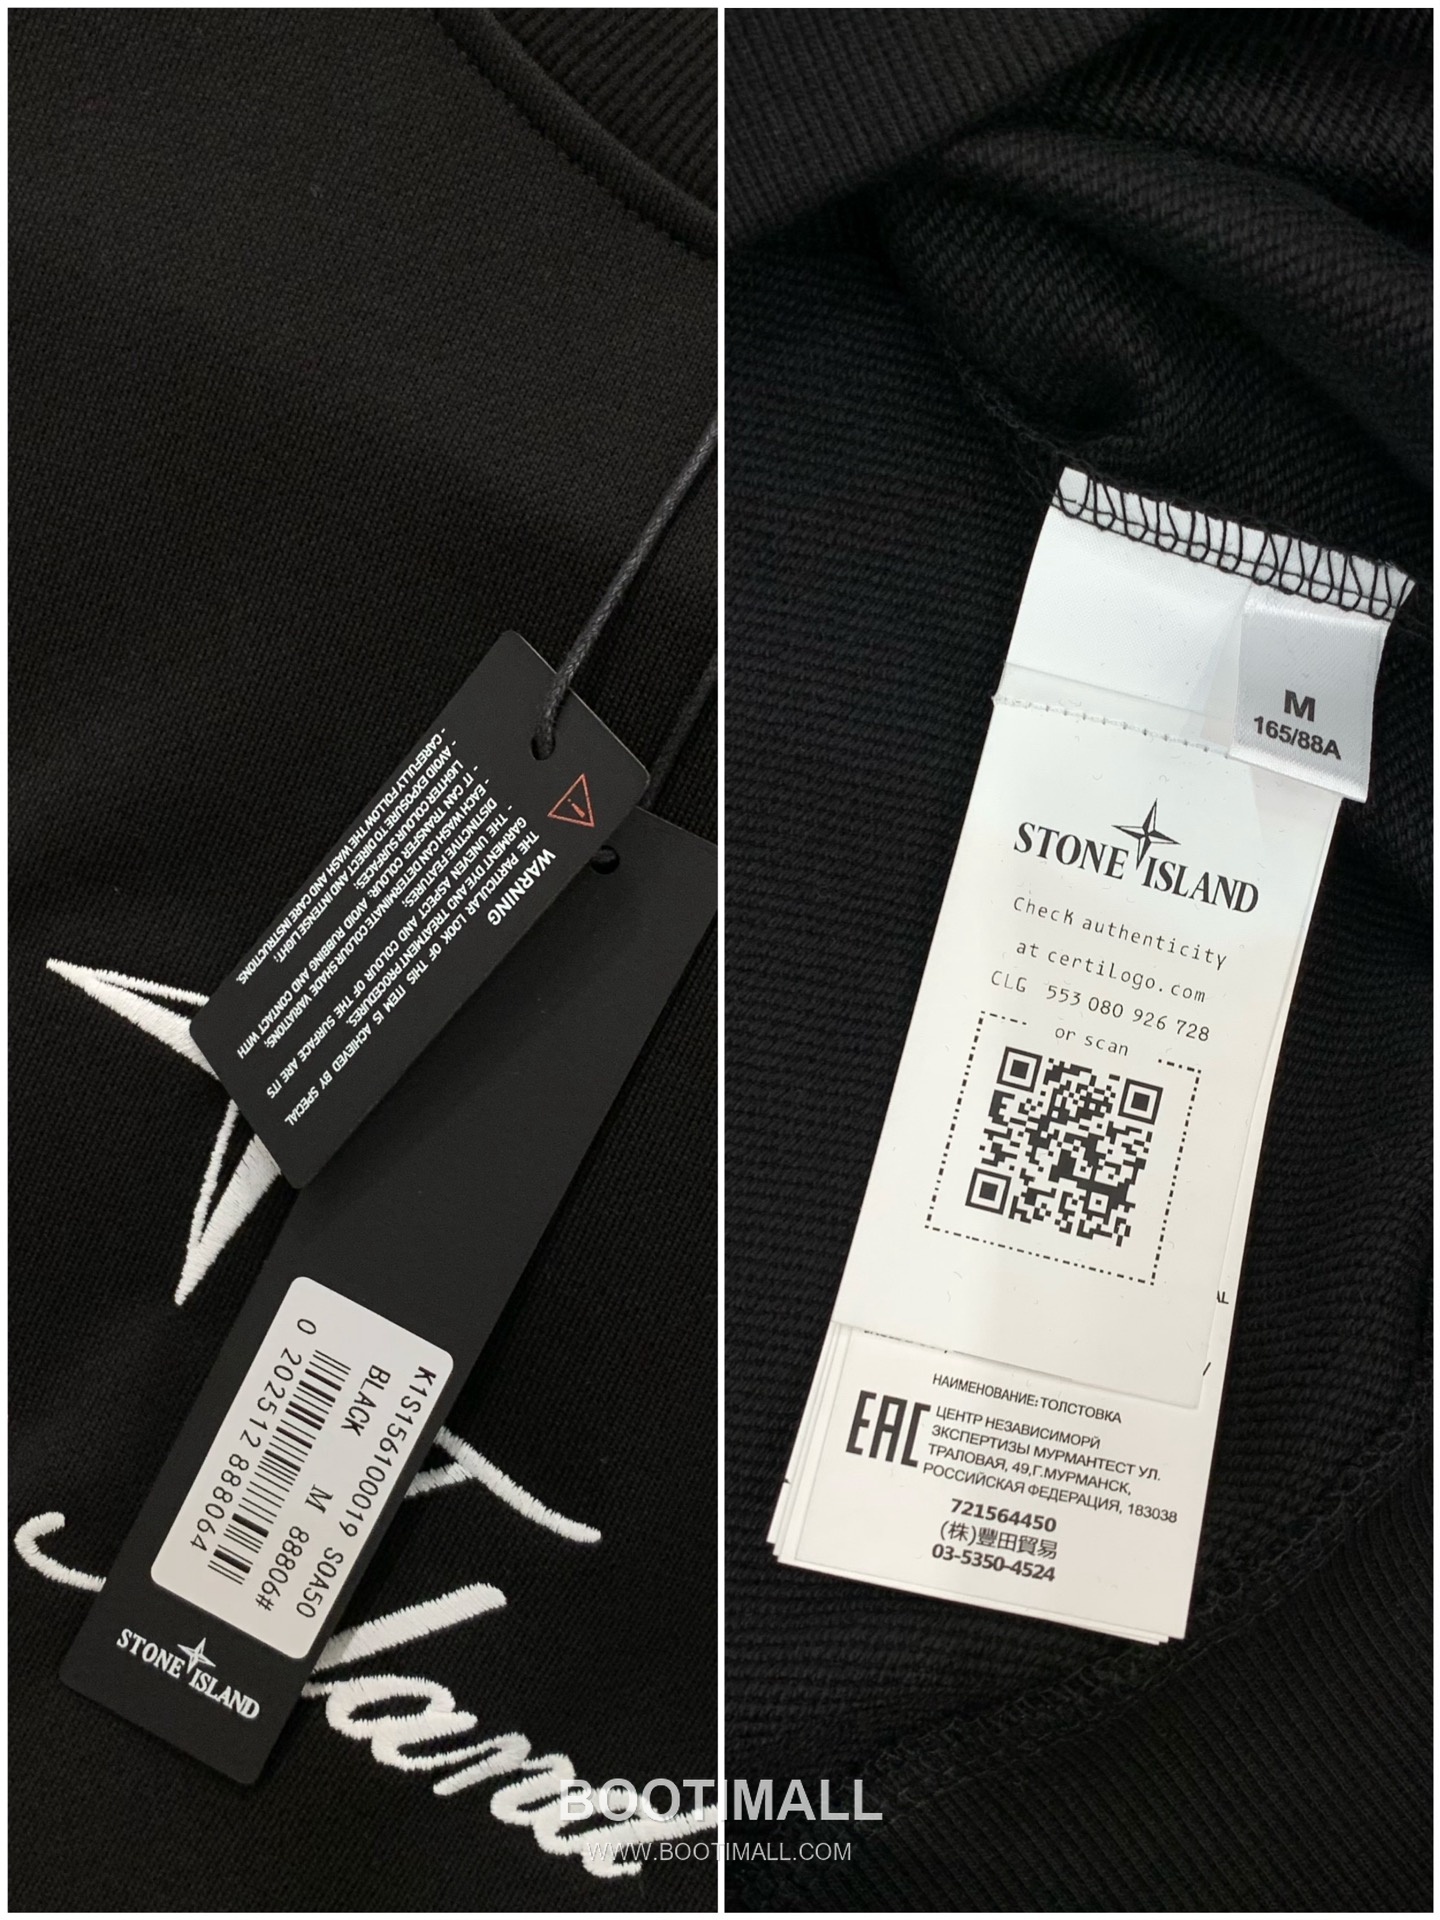 WARNING
THE PARTICULAR LOOK OF THIS ITEM IS ACHIEVED BY SPECIAL
GARMENT DYE AND TREATMENT PROCEDURES.
- THE UNEVEN ASPECT AND COLOUR OF THE SURFACE ARE ITS
DISTINCTIVE FEATURES;
- EACH WASH CAN DETERMINATE COLOUR SHADE VARIATIONS;
- IT CAN TRANSFER COLOUR: AVOID RUBBING AND CONTACT WITH
LIGHTER COLOUR SURFACES;
- AVOID EXPOSURE TO DIRECT AND INTENSE LIGHT;
- CAREFULLY FOLLOW THE WASH AND CARE INSTRUCTIONS.
K1S156100019 S0A50
BLACK M 88806#
0 202512 888064
STONE ISLAND
M
165/88A
STONE ISLAND
Check authenticity
at certilogo.com
CLG 553 080 926 728
or scan
НАИМЕНОВАНИЕ: ТОЛСТОВКА
EAC
ЦЕНТР НЕЗАВИСИМОРЙ
ЭКСПЕРТИЗЫ МУРМАНТЕСТ УЛ.
ТРАЛОВАЯ, 49,Г.МУРМАНСК,
РОССИЙСКАЯ ФЕДЕРАЦИЯ, 183038
721564450
(株)豊田貿易
03-5350-4524
BOOTIMALL
WWW.BOOTIMALL.COM